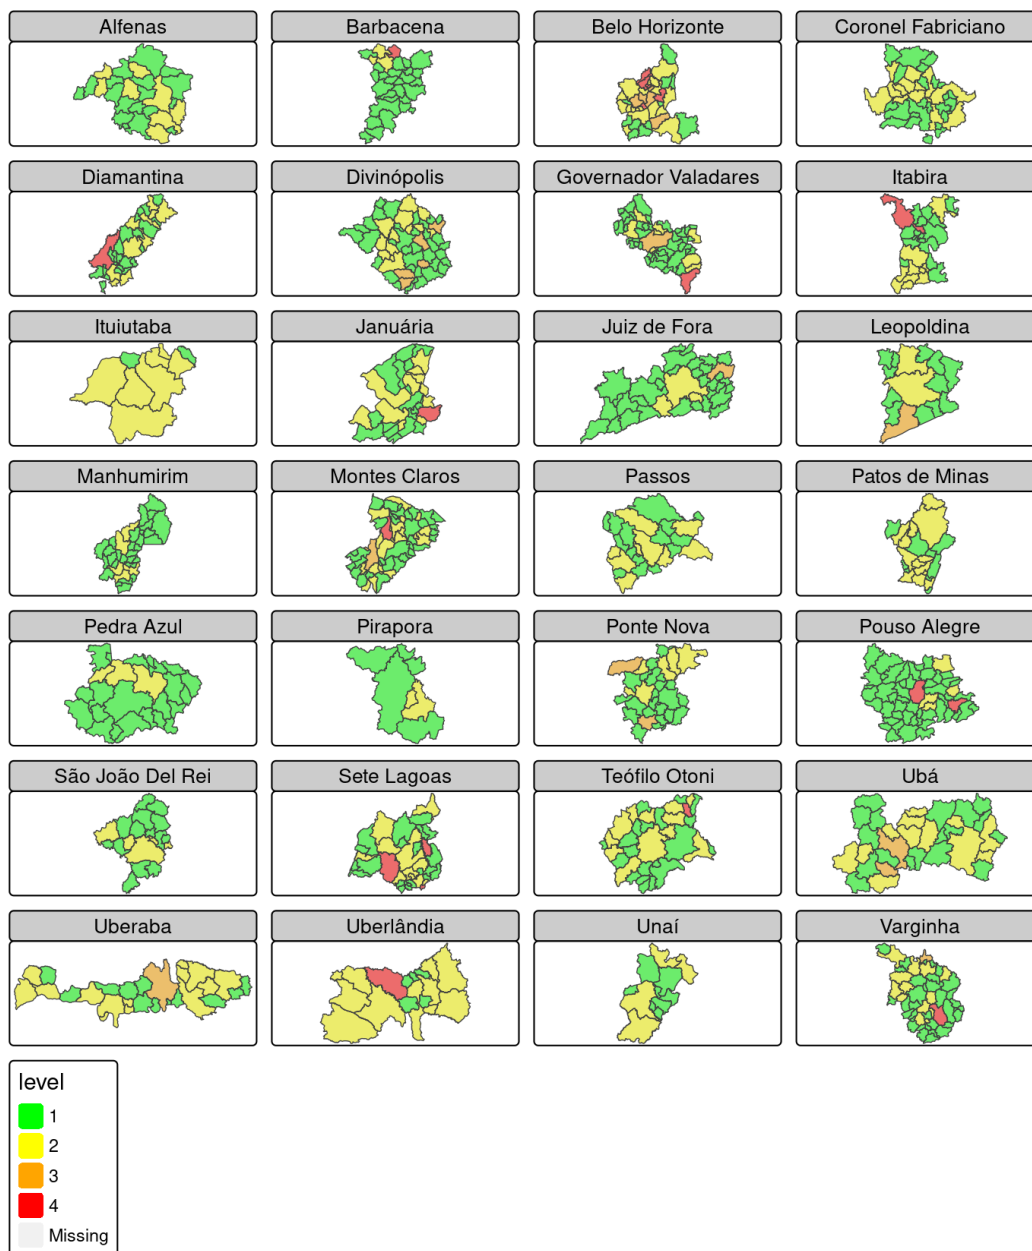 Alfenas
Barbacena
Belo Horizonte
Coronel Fabriciano
Diamantina
Divinópolis
Governador Valadares
Itabira
Ituiutaba
Januária
Juiz de Fora
Leopoldina
Manhumirim
Montes Claros
Passos
Patos de Minas
Pedra Azul
Pirapora
Ponte Nova
Pouso Alegre
São João Del Rei
Sete Lagoas
Teófilo Otoni
Ubá
Uberaba
Uberlândia
Unaí
Varginha
level
1
2
3
4
Missing